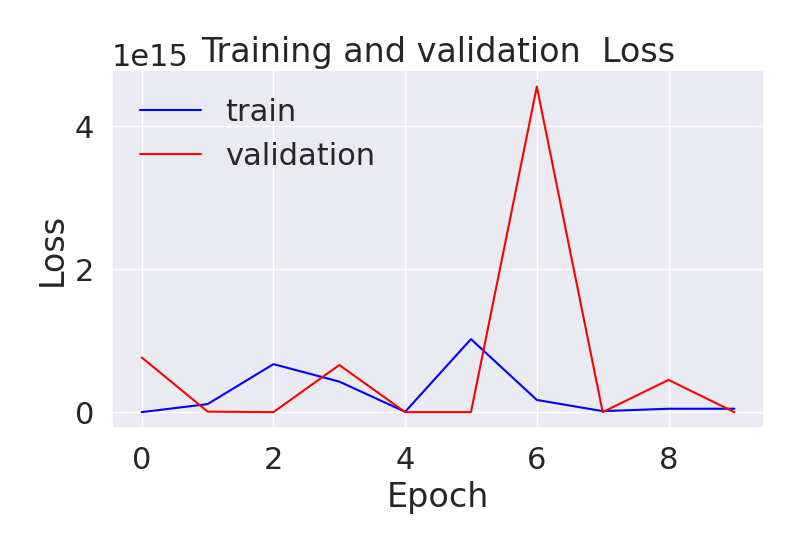 1e15 Training and validation  Loss
train
validation
4
2
0
Loss
0 2 4 6 8
Epoch